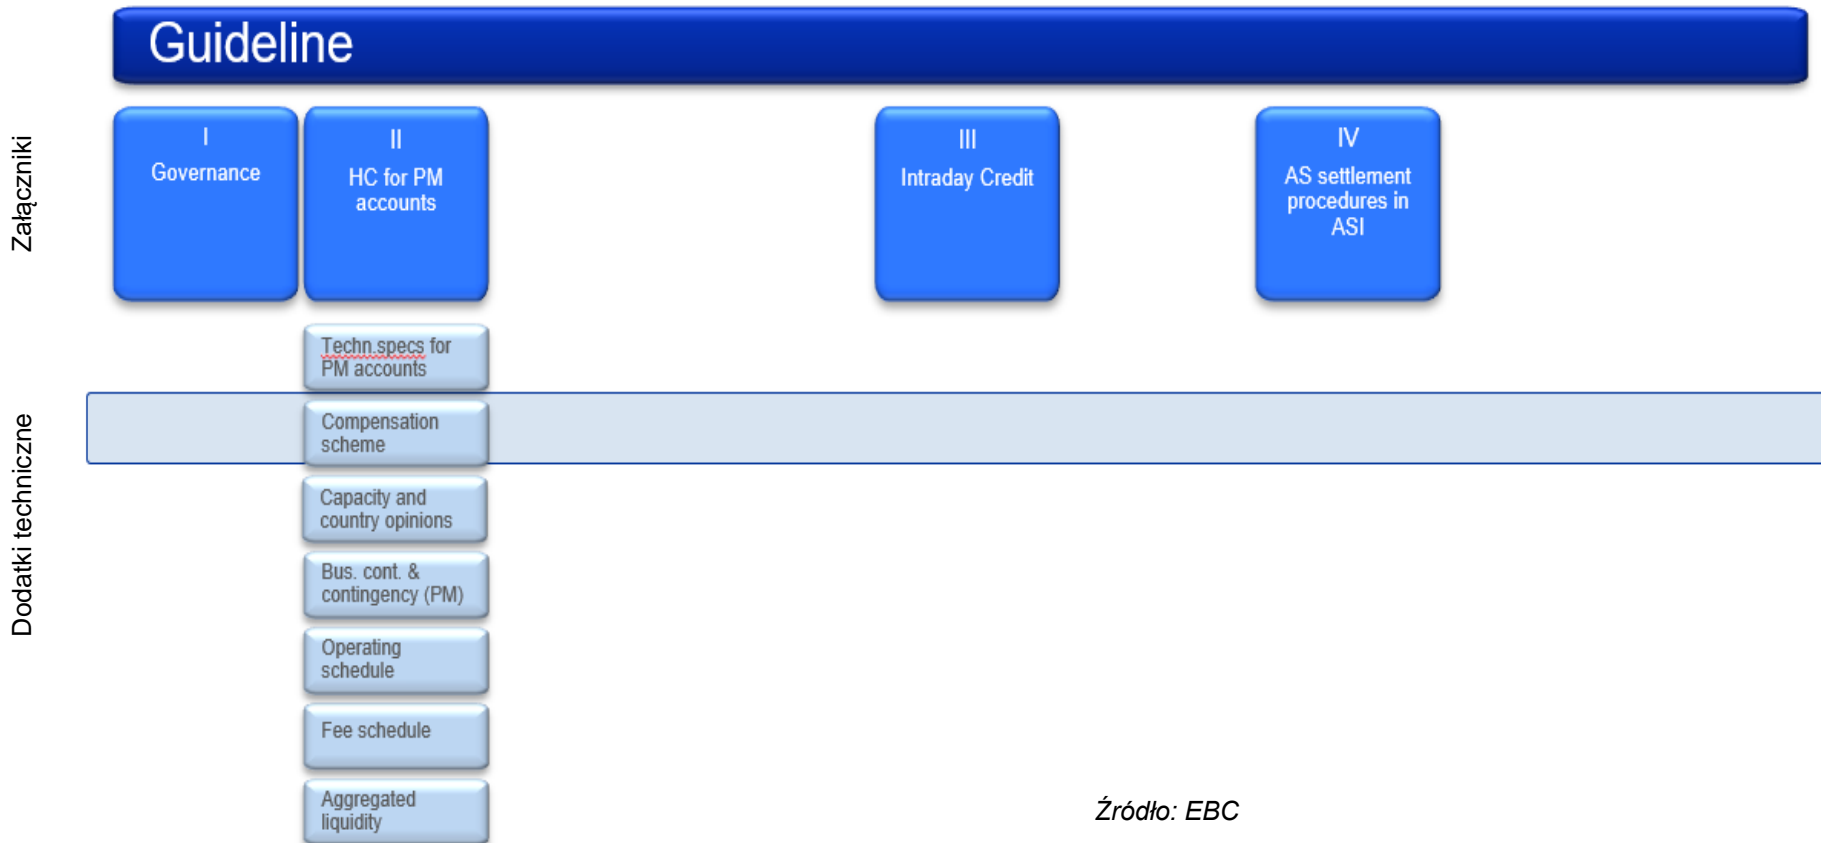 Guideline
Załączniki
I
Governance
II
HC for PM
accounts
III
Intraday Credit
IV
AS settlement
procedures in
ASI
Dodatki techniczne
Techn.specs for
PM accounts
Compensation
scheme
Capacity and
country opinions
Bus. cont. &
contingency (PM)
Operating
schedule
Fee schedule
Aggregated
liquidity
Źródło: EBC